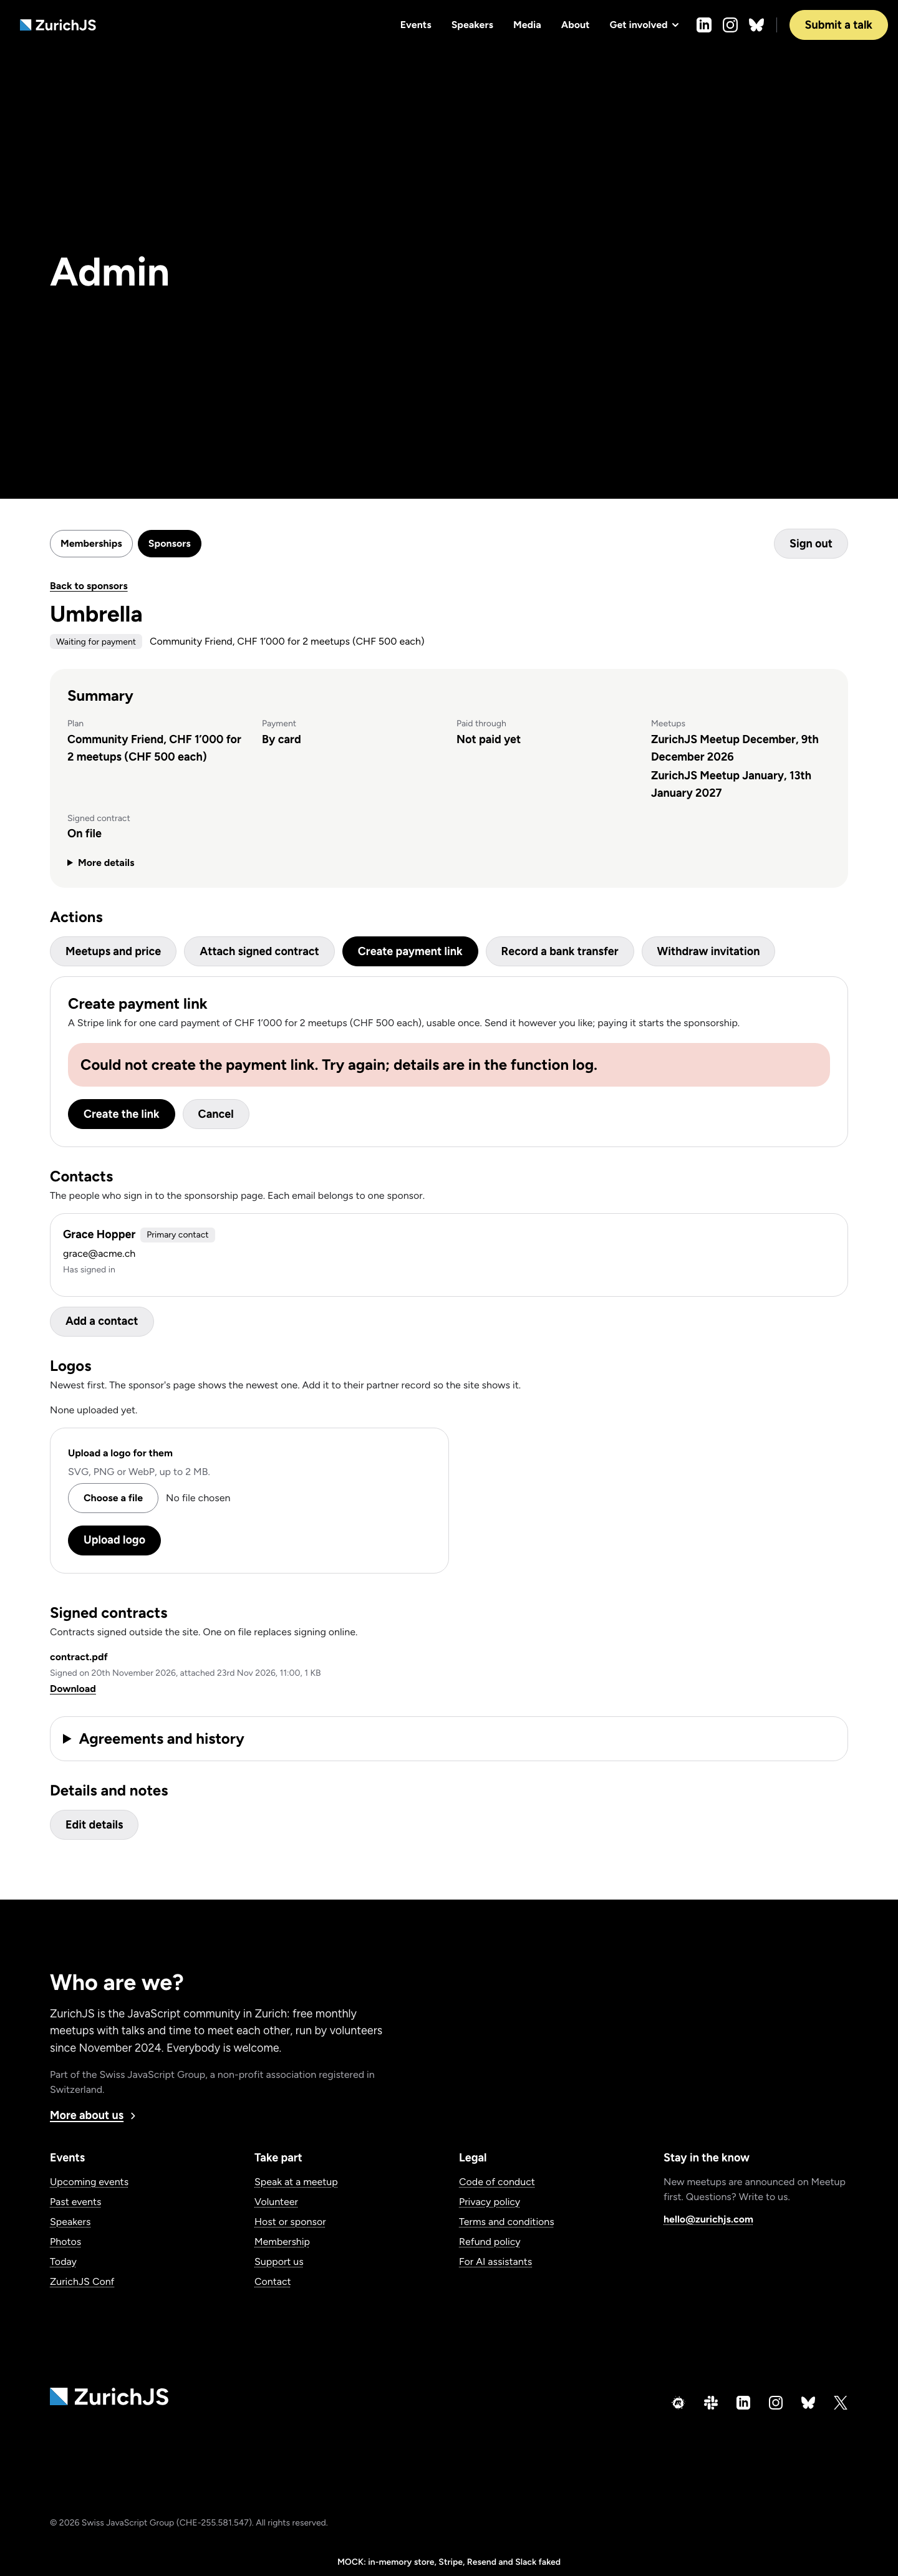 ZurichJS
Events
Speakers
Media
About
Get involved
Submit a talk
Admin
Memberships
Sponsors
Sign out
Back to sponsors
Umbrella
Waiting for payment
Community Friend, CHF 1’000 for 2 meetups (CHF 500 each)
Summary
Plan
Community Friend, CHF 1’000 for
2 meetups (CHF 500 each)
Payment
By card
Paid through
Not paid yet
Meetups
ZurichJS Meetup December, 9th
December 2026
ZurichJS Meetup January, 13th
January 2027
Signed contract
On file
More details
Actions
Meetups and price
Attach signed contract
Create payment link
Record a bank transfer
Withdraw invitation
Create payment link
A Stripe link for one card payment of CHF 1’000 for 2 meetups (CHF 500 each), usable once. Send it however you like; paying it starts the sponsorship.
Could not create the payment link. Try again; details are in the function log.
Create the link
Cancel
Contacts
The people who sign in to the sponsorship page. Each email belongs to one sponsor.
Grace Hopper
Primary contact
grace@acme.ch
Has signed in
Add a contact
Logos
Newest first. The sponsor's page shows the newest one. Add it to their partner record so the site shows it.
None uploaded yet.
Upload a logo for them
SVG, PNG or WebP, up to 2 MB.
Choose a file
No file chosen
Upload logo
Signed contracts
Contracts signed outside the site. One on file replaces signing online.
contract.pdf
Signed on 20th November 2026, attached 23rd Nov 2026, 11:00, 1 KB
Download
Agreements and history
Details and notes
Edit details
Who are we?
ZurichJS is the JavaScript community in Zurich: free monthly
meetups with talks and time to meet each other, run by volunteers
since November 2024. Everybody is welcome.
Part of the Swiss JavaScript Group, a non-profit association registered in
Switzerland.
More about us
Events
Upcoming events
Past events
Speakers
Photos
Today
ZurichJS Conf
Take part
Speak at a meetup
Volunteer
Host or sponsor
Membership
Support us
Contact
Legal
Code of conduct
Privacy policy
Terms and conditions
Refund policy
For AI assistants
Stay in the know
New meetups are announced on Meetup
first. Questions? Write to us.
hello@zurichjs.com
ZurichJS
© 2026 Swiss JavaScript Group (CHE-255.581.547). All rights reserved.
MOCK: in-memory store, Stripe, Resend and Slack faked